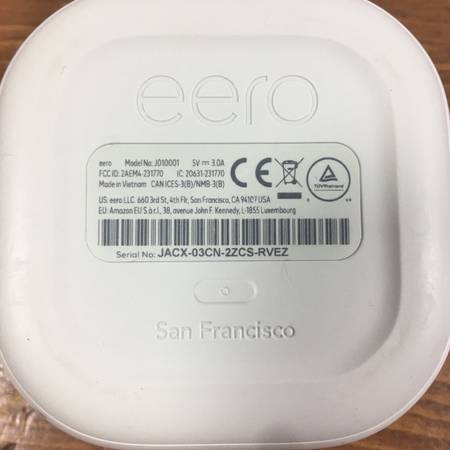 eero
eero Model No: J010001 5V ⎓ 3.0A
FCC ID: 2AEM4-231770 IC: 20631-231770
Made in Vietnam CAN ICES-3(B)/NMB-3(B)
US: eero LLC. 660 3rd St, 4th Flr, San Francisco, CA 94107 USA
EU: Amazon EU S.à r.l., 38, avenue John F. Kennedy, L-1855 Luxembourg
CE
TÜVRheinland
Serial No: JACX-03CN-2ZCS-RVEZ
San Francisco